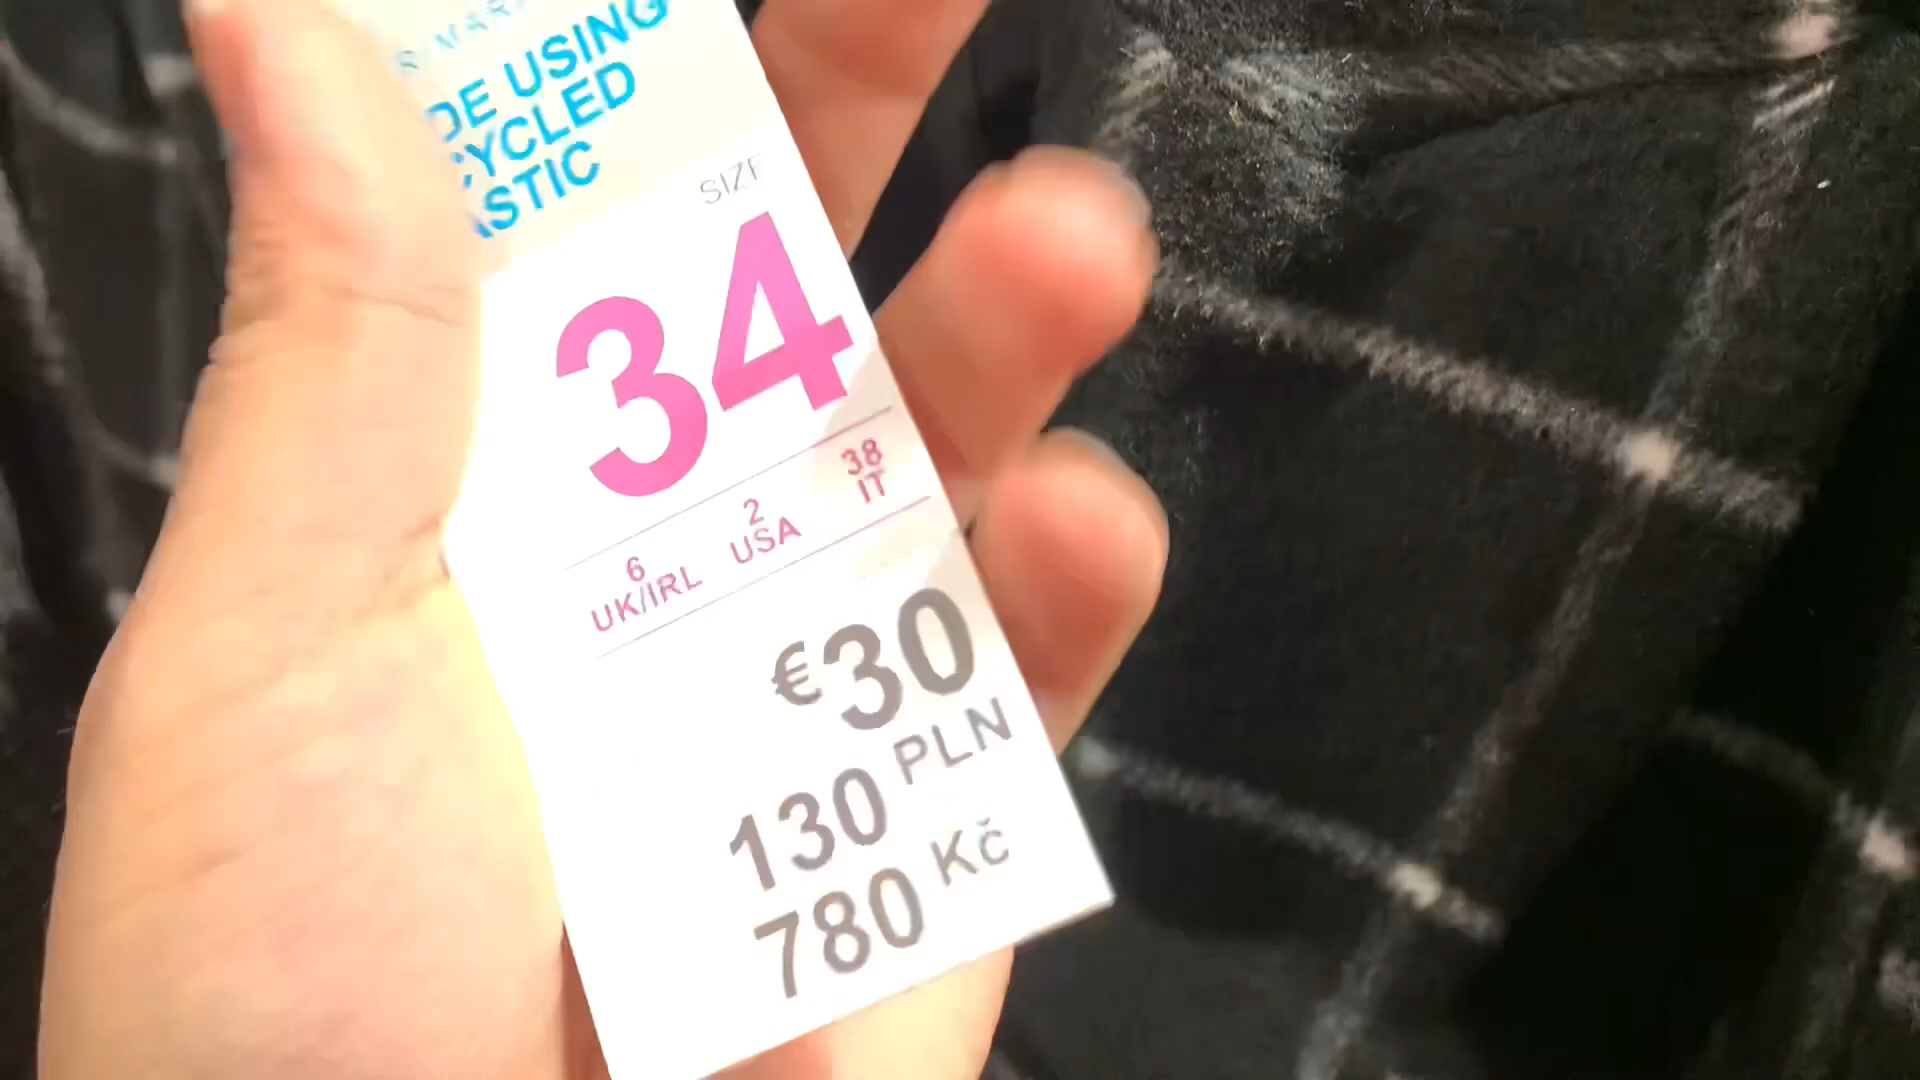 DE USING
CYCLED
ASTIC
SIZE
34
6 2 38
UK/IRL USA IT
€30
130 PLN
780 Kč